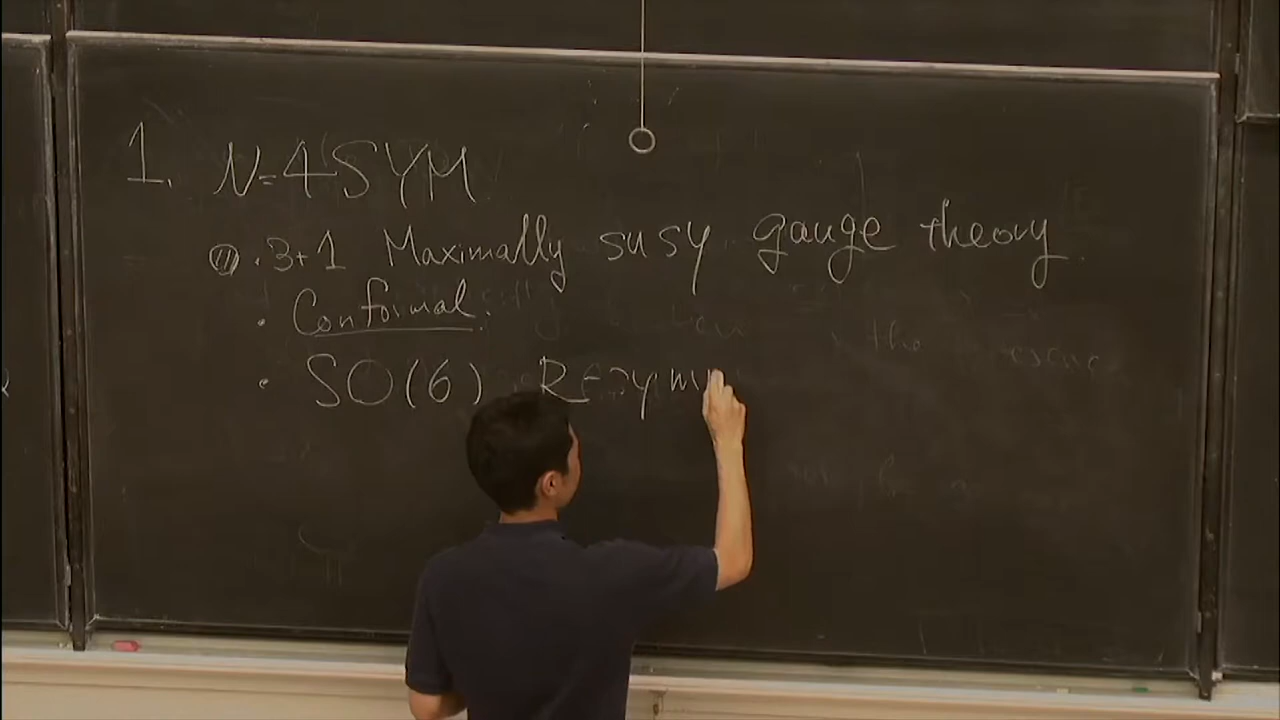 1. N=4 SYM
· 3+1 Maximally susy gauge theory
· Conformal.
· SO(6) R-sym